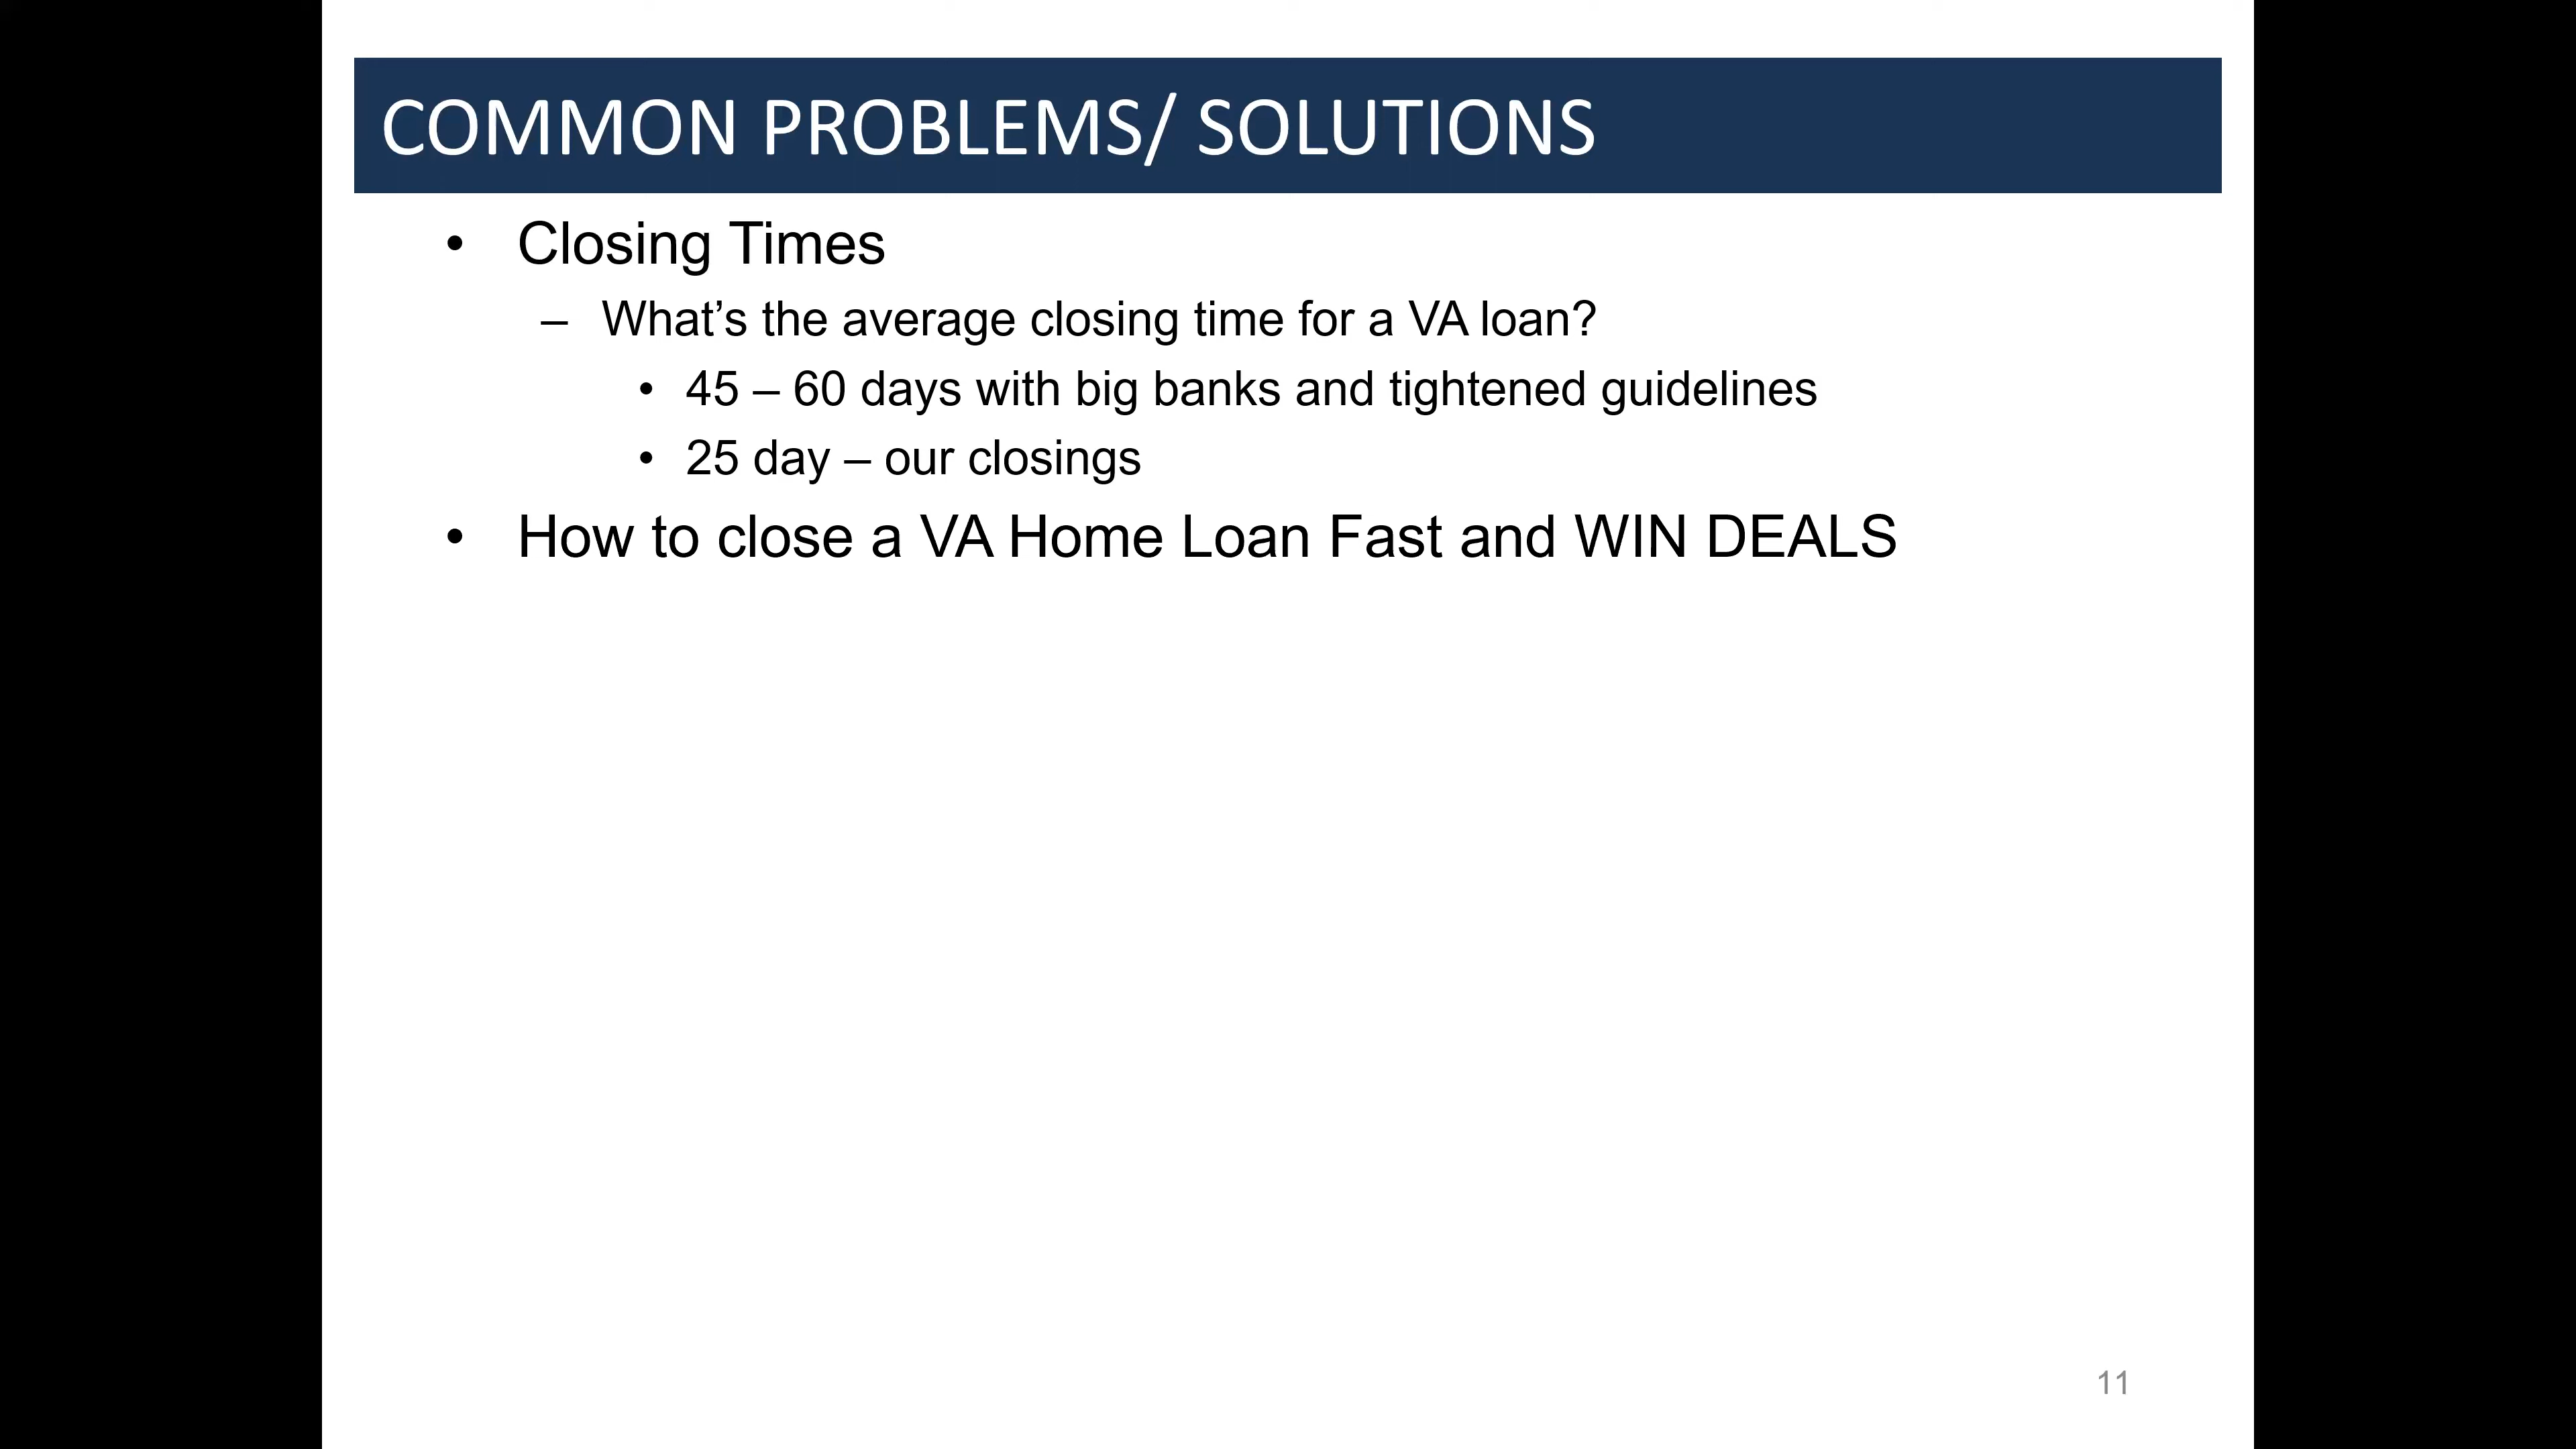 COMMON PROBLEMS/ SOLUTIONS
• Closing Times
– What’s the average closing time for a VA loan?
• 45 – 60 days with big banks and tightened guidelines
• 25 day – our closings
• How to close a VA Home Loan Fast and WIN DEALS
11